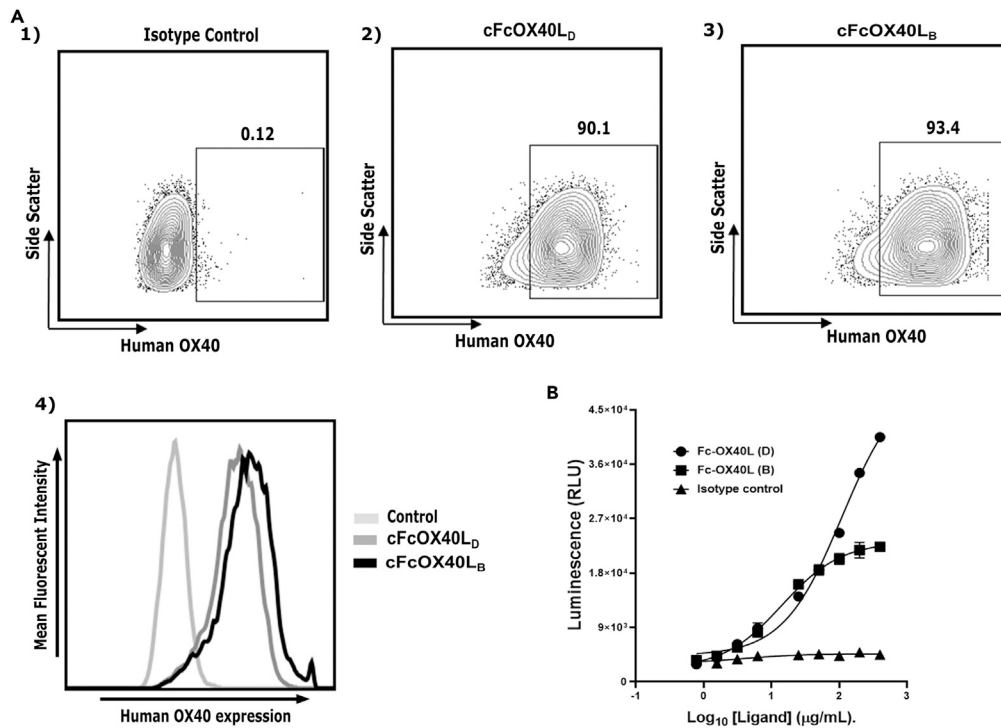 A
1)
Isotype Control
0.12
Side Scatter
Human OX40
2)
cFcOX40LD
90.1
Side Scatter
Human OX40
3)
cFcOX40LB
93.4
Side Scatter
Human OX40
4)
Mean Fluorescent Intensity
Human OX40 expression
Control
cFcOX40LD
cFcOX40LB
B
Luminescence (RLU)
4.5×10⁴
3.6×10⁴
2.7×10⁴
1.8×10⁴
9×10³
0
Fc-OX40L (D)
Fc-OX40L (B)
Isotype control
-1 0 1 2 3
Log10 [Ligand] (µg/mL).